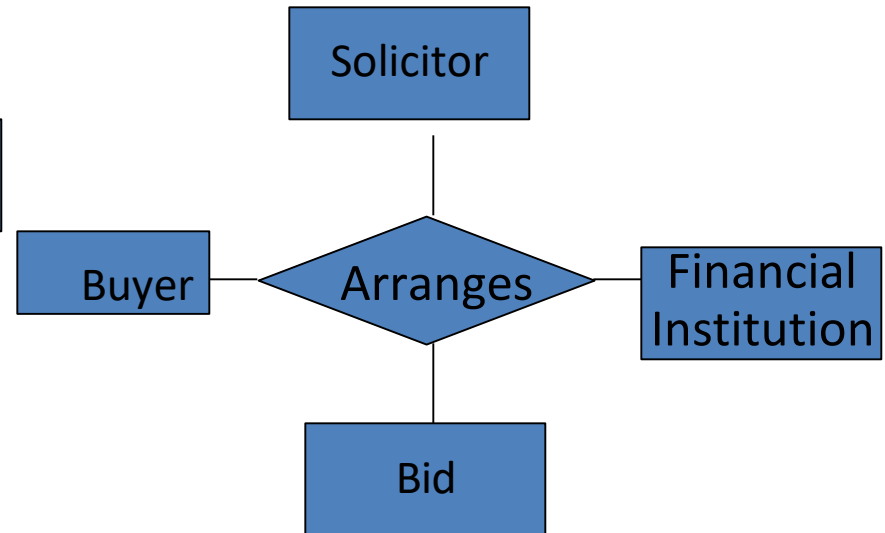 Solicitor
Buyer
Arranges
Financial
Institution
Bid